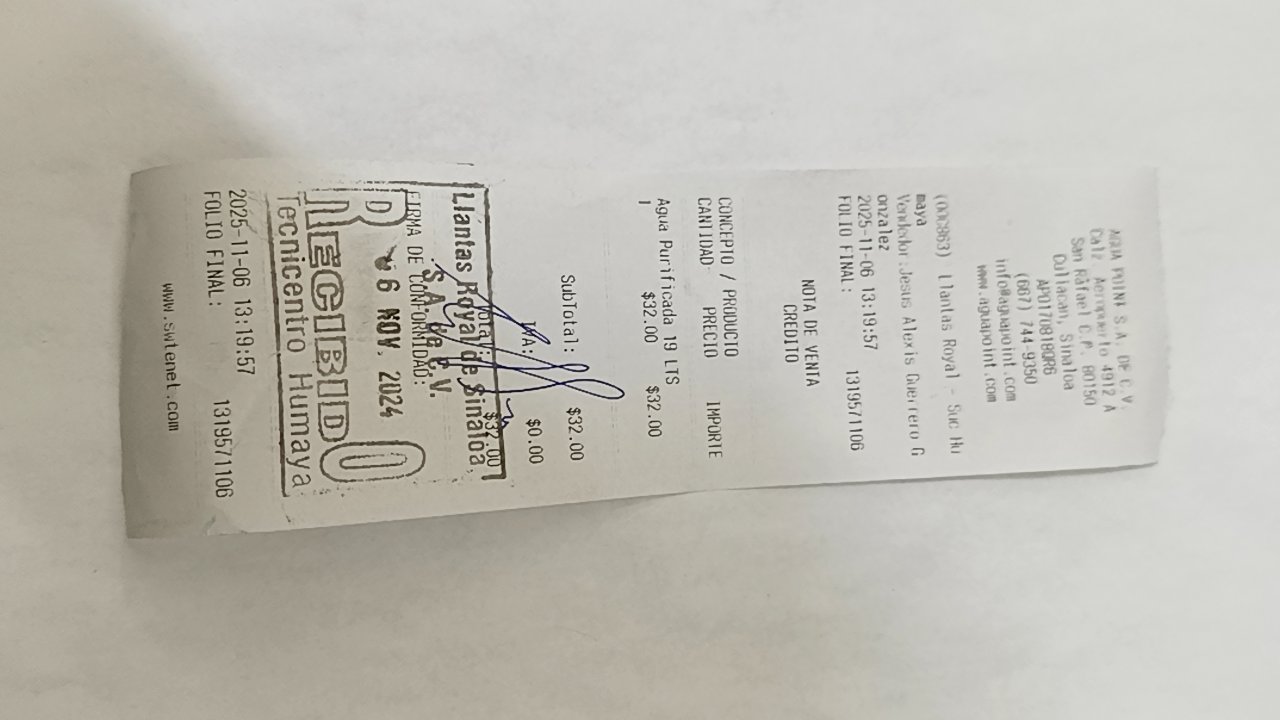 AGUA POINT S.A. DE C.V.
Calz Aeropuerto 4912 A
San Rafael C.P. 80150
Culiacan, Sinaloa
APO170818QR6
(667) 744-9350
info@aguapoint.com
www.aguapoint.com
(000863) Llantas Royal - Suc Hu
maya
Vendedor:Jesus Alexis Guerrero G
onzalez
2025-11-06 13:19:57
FOLIO FINAL: 1319571106
NOTA DE VENTA
CREDITO
CONCEPTO / PRODUCTO
CANTIDAD PRECIO IMPORTE
Agua Purificada 19 LTS
1 $32.00 $32.00
SubTotal: $32.00
IVA: $0.00
Total: $32.00
Llantas Royal de Sinaloa,
S.A. de C.V.
FIRMA DE CONFORMIDAD:
6 NOV. 2024
RECIBIDO
Tecnicentro Humaya
2025-11-06 13:19:57
FOLIO FINAL: 1319571106
www.swtenet.com